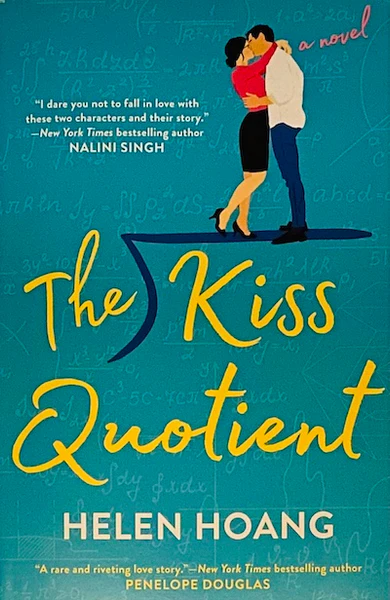 a novel
“I dare you not to fall in love with
these two characters and their story.”
—New York Times bestselling author
NALINI SINGH
The Kiss
Quotient
HELEN HOANG
“A rare and riveting love story.”—New York Times bestselling author
PENELOPE DOUGLAS